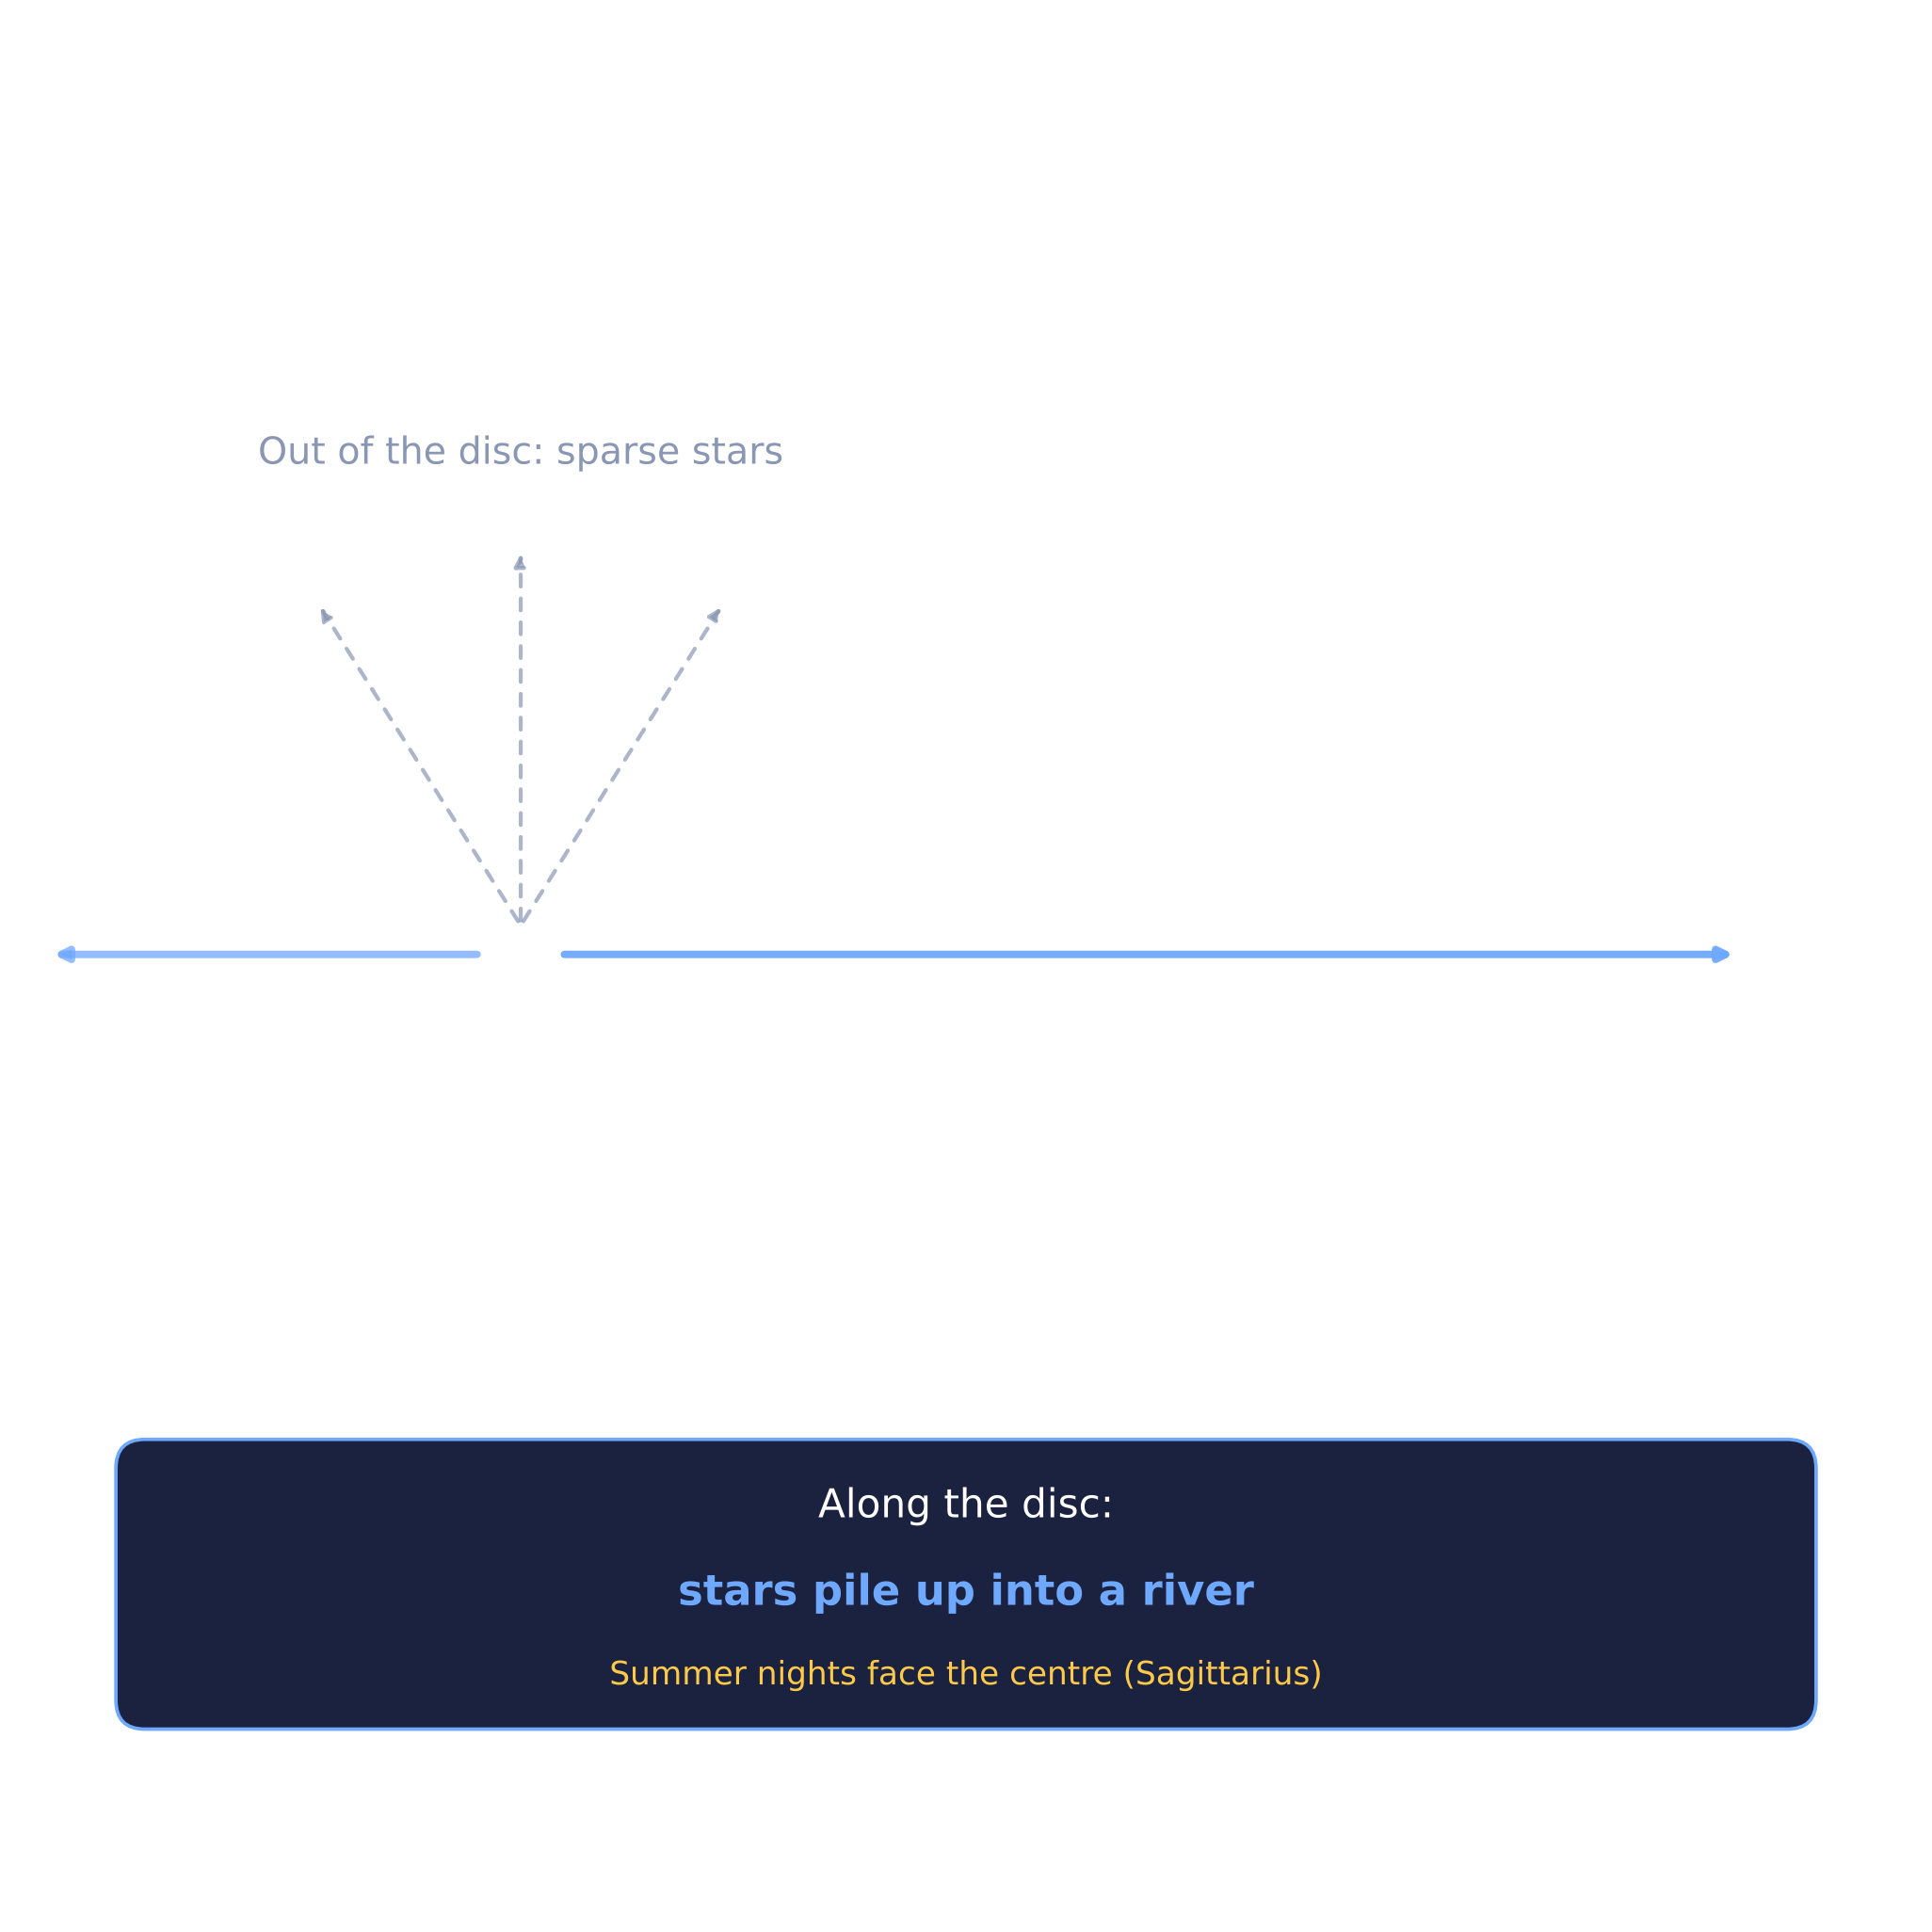 Out of the disc: sparse stars
Along the disc:
stars pile up into a river
Summer nights face the centre (Sagittarius)